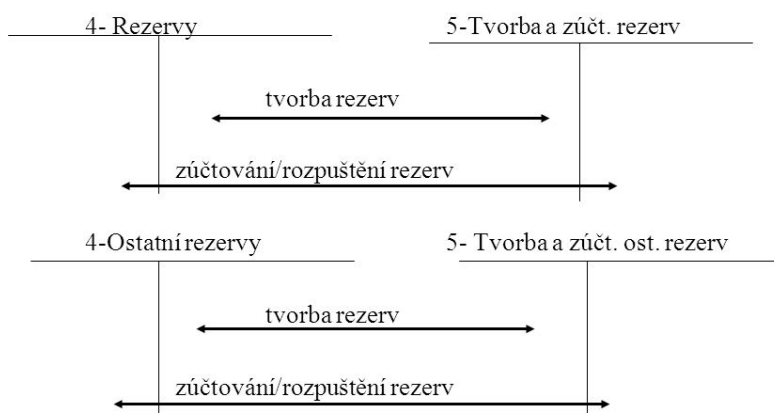 4- Rezervy
5-Tvorba a zúčt. rezerv
tvorba rezerv
zúčtování/rozpuštění rezerv
4-Ostatní rezervy
5- Tvorba a zúčt. ost. rezerv
tvorba rezerv
zúčtování/rozpuštění rezerv